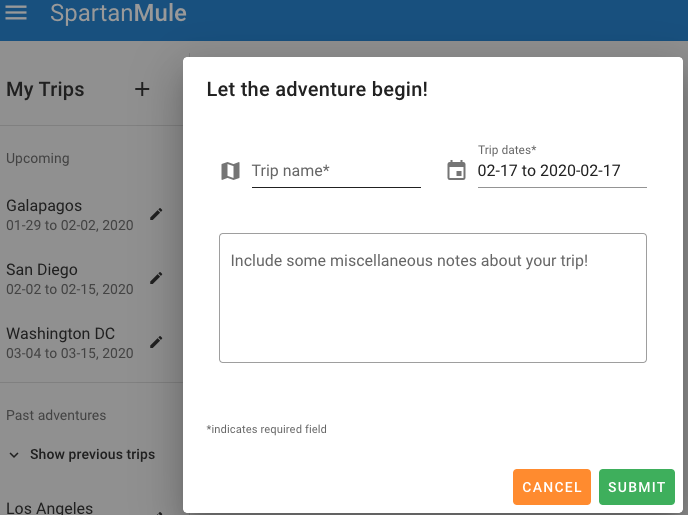 SpartanMule
My Trips
Upcoming
Galapagos
01-29 to 02-02, 2020
San Diego
02-02 to 02-15, 2020
Washington DC
03-04 to 03-15, 2020
Past adventures
Show previous trips
Los Angeles
Let the adventure begin!
Trip name*
Trip dates*
02-17 to 2020-02-17
Include some miscellaneous notes about your trip!
*indicates required field
CANCEL
SUBMIT